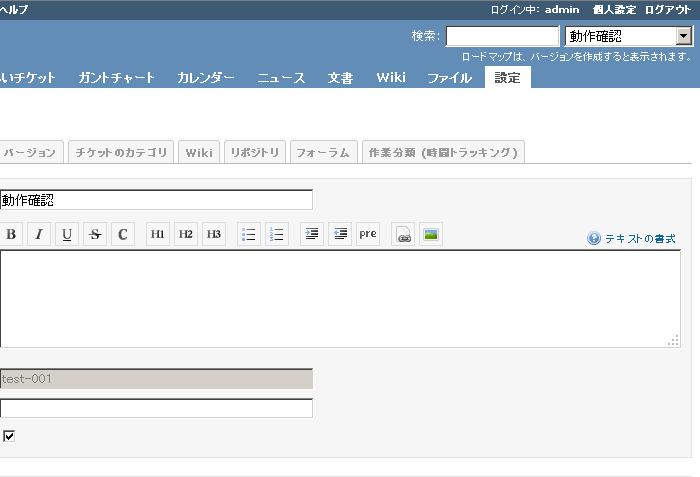 ヘルプ ログイン中: admin 個人設定 ログアウト
検索: 動作確認
ロードマップは、バージョンを作成すると表示されます。
いチケット ガントチャート カレンダー ニュース 文書 Wiki ファイル 設定
バージョン チケットのカテゴリ Wiki リポジトリ フォーラム 作業分類 (時間トラッキング)
動作確認
B I U S C H1 H2 H3 pre テキストの書式
test-001